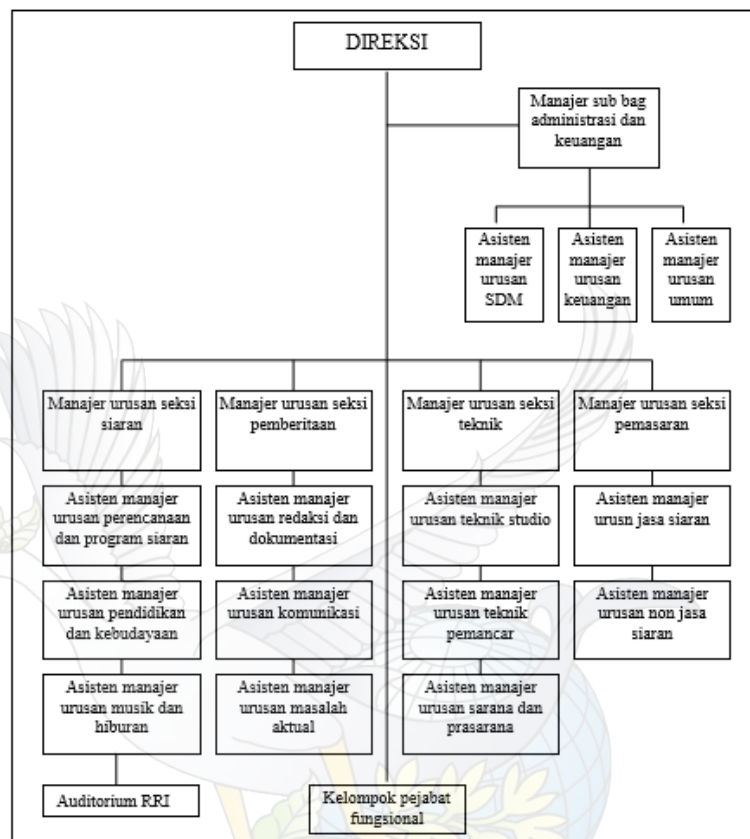 DIREKSI
Manajer sub bag
administrasi dan
keuangan
Asisten
manajer
urusan
SDM
Asisten
manajer
urusan
keuangan
Asisten
manajer
urusan
umum
Manajer urusan seksi
siaran
Manajer urusan seksi
pemberitaan
Manajer urusan seksi
teknik
Manajer urusan seksi
pemasaran
Asisten manajer
urusan perencanaan
dan program siaran
Asisten manajer
urusan redaksi dan
dokumentasi
Asisten manajer
urusan teknik studio
Asisten manajer
urusn jasa siaran
Asisten manajer
urusan pendidikan
dan kebudayaan
Asisten manajer
urusan komunikasi
Asisten manajer
urusan teknik
pemancar
Asisten manajer
urusan non jasa
siaran
Asisten manajer
urusan musik dan
hiburan
Asisten manajer
urusan masalah
aktual
Asisten manajer
urusan sarana dan
prasarana
Auditorium RRI
Kelompok pejabat
fungsional